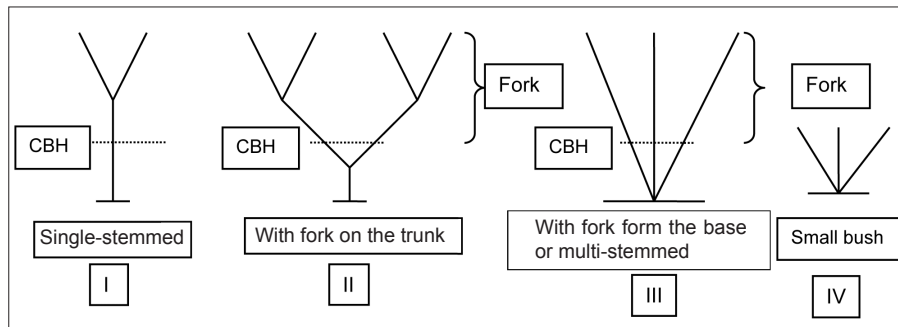 Fork
Fork
CBH
CBH
CBH
Single-stemmed
With fork on the trunk
With fork form the base
or multi-stemmed
Small bush
I
II
III
IV